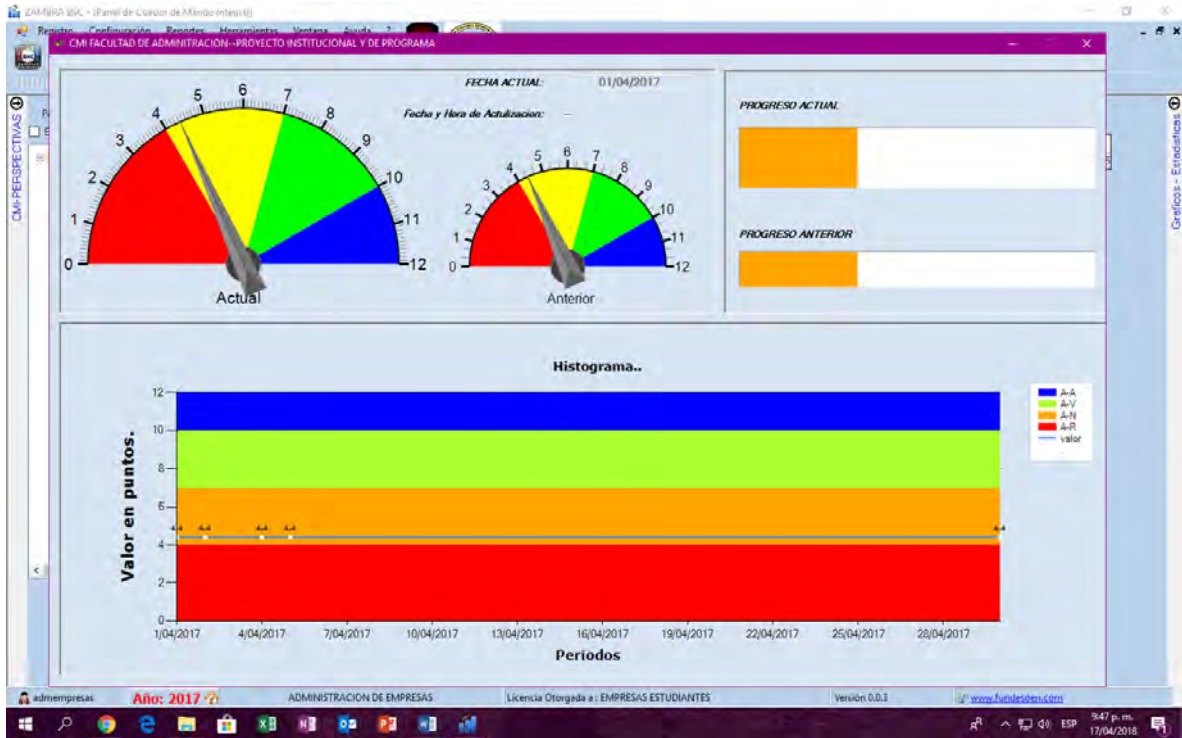 ZAMBRA BSC - [Panel de Cuadro de Mando Integral]
Registro Configuración Reportes Herramientas Ventana Ayuda ?
CMI FACULTAD DE ADMINITRACION--PROYECTO INSTITUCIONAL Y DE PROGRAMA
CMI-PERSPECTIVAS
Graficos - Estadisticas
FECHA ACTUAL: 01/04/2017
Fecha y Hora de Actulizacion: --
0 1 2 3 4 5 6 7 8 9 10 11 12
Actual
0 1 2 3 4 5 6 7 8 9 10 11 12
Anterior
PROGRESO ACTUAL
PROGRESO ANTERIOR
Histograma..
Valor en puntos.
12
10
8
6
4
2
0
4.4 4.4 4.4 4.4 4.4
1/04/2017 4/04/2017 7/04/2017 10/04/2017 13/04/2017 16/04/2017 19/04/2017 22/04/2017 25/04/2017 28/04/2017
Períodos
A-A
A-V
A-N
A-R
valor
admempresas Año: 2017 ADMINISTRACION DE EMPRESAS Licencia Otorgada a : EMPRESAS ESTUDIANTES Versión 0.0.3 www.fundesoen.com
ESP 9:47 p. m.
17/04/2018